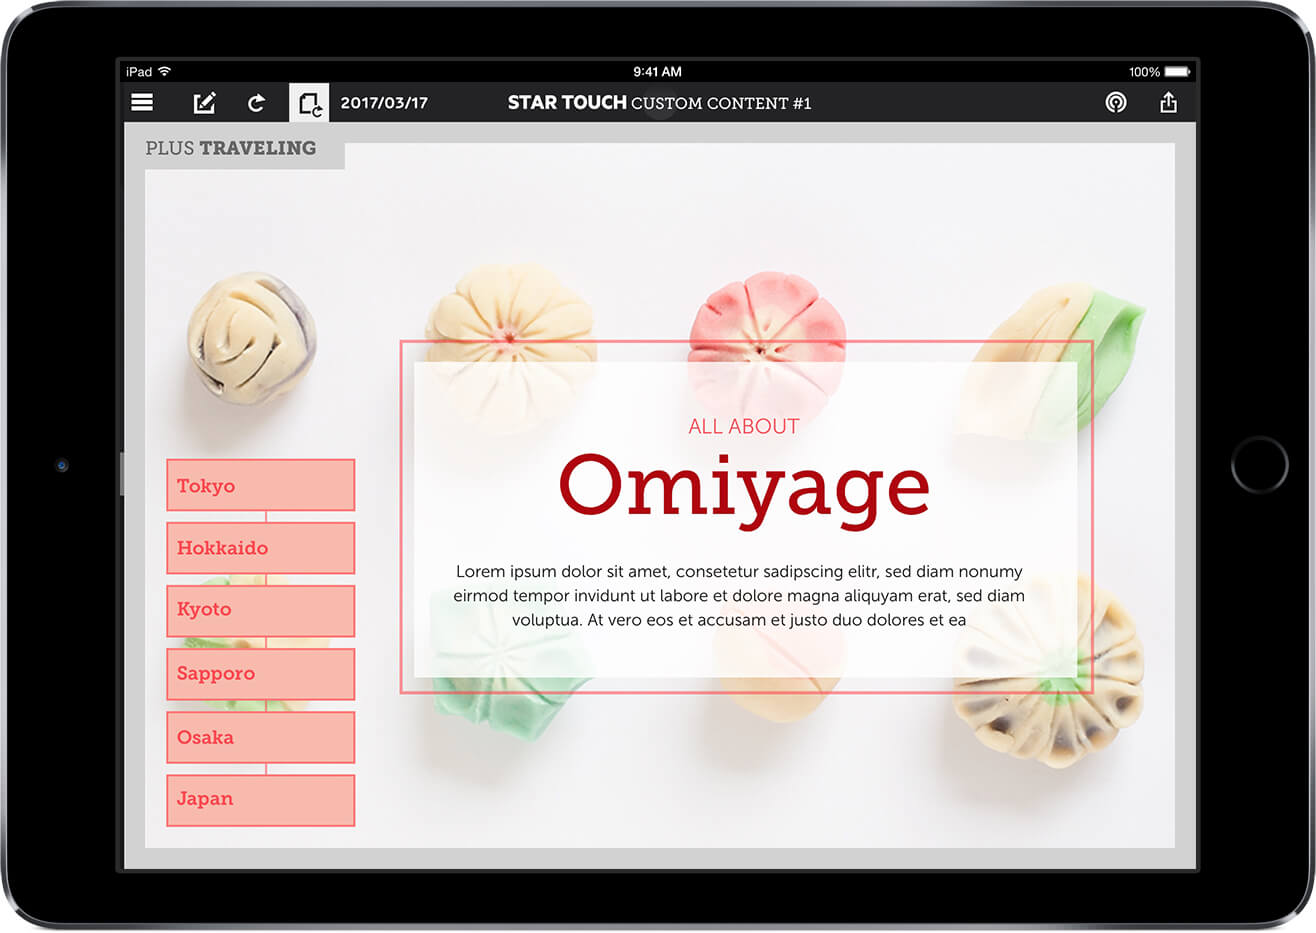 iPad 9:41 AM 100%
2017/03/17 STAR TOUCH CUSTOM CONTENT #1
PLUS TRAVELING
ALL ABOUT
Omiyage
Lorem ipsum dolor sit amet, consetetur sadipscing elitr, sed diam nonumy
eirmod tempor invidunt ut labore et dolore magna aliquyam erat, sed diam
voluptua. At vero eos et accusam et justo duo dolores et ea
Tokyo
Hokkaido
Kyoto
Sapporo
Osaka
Japan